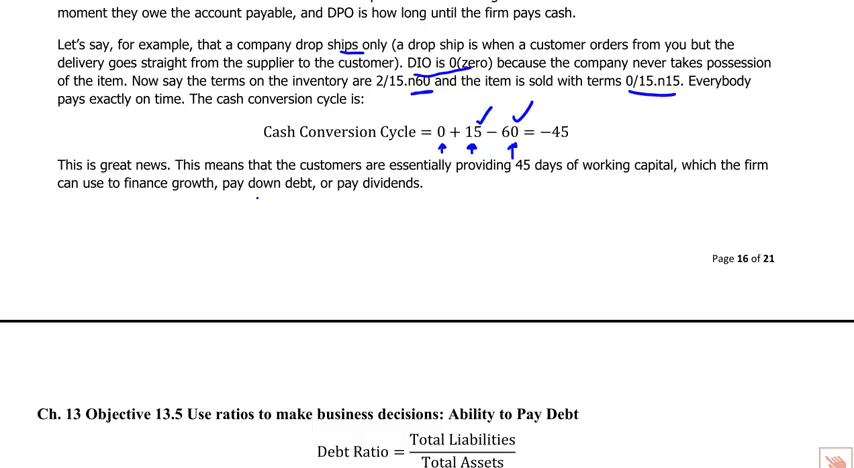 moment they owe the account payable, and DPO is how long until the firm pays cash.
Let's say, for example, that a company drop ships only (a drop ship is when a customer orders from you but the
delivery goes straight from the supplier to the customer). DIO is 0(zero) because the company never takes possession
of the item. Now say the terms on the inventory are 2/15.n60 and the item is sold with terms 0/15.n15. Everybody
pays exactly on time. The cash conversion cycle is:
Cash Conversion Cycle = 0 + 15 − 60 = −45
This is great news. This means that the customers are essentially providing 45 days of working capital, which the firm
can use to finance growth, pay down debt, or pay dividends.
Page 16 of 21
Ch. 13 Objective 13.5 Use ratios to make business decisions: Ability to Pay Debt
Total Liabilities
Debt Ratio =
Total Assets